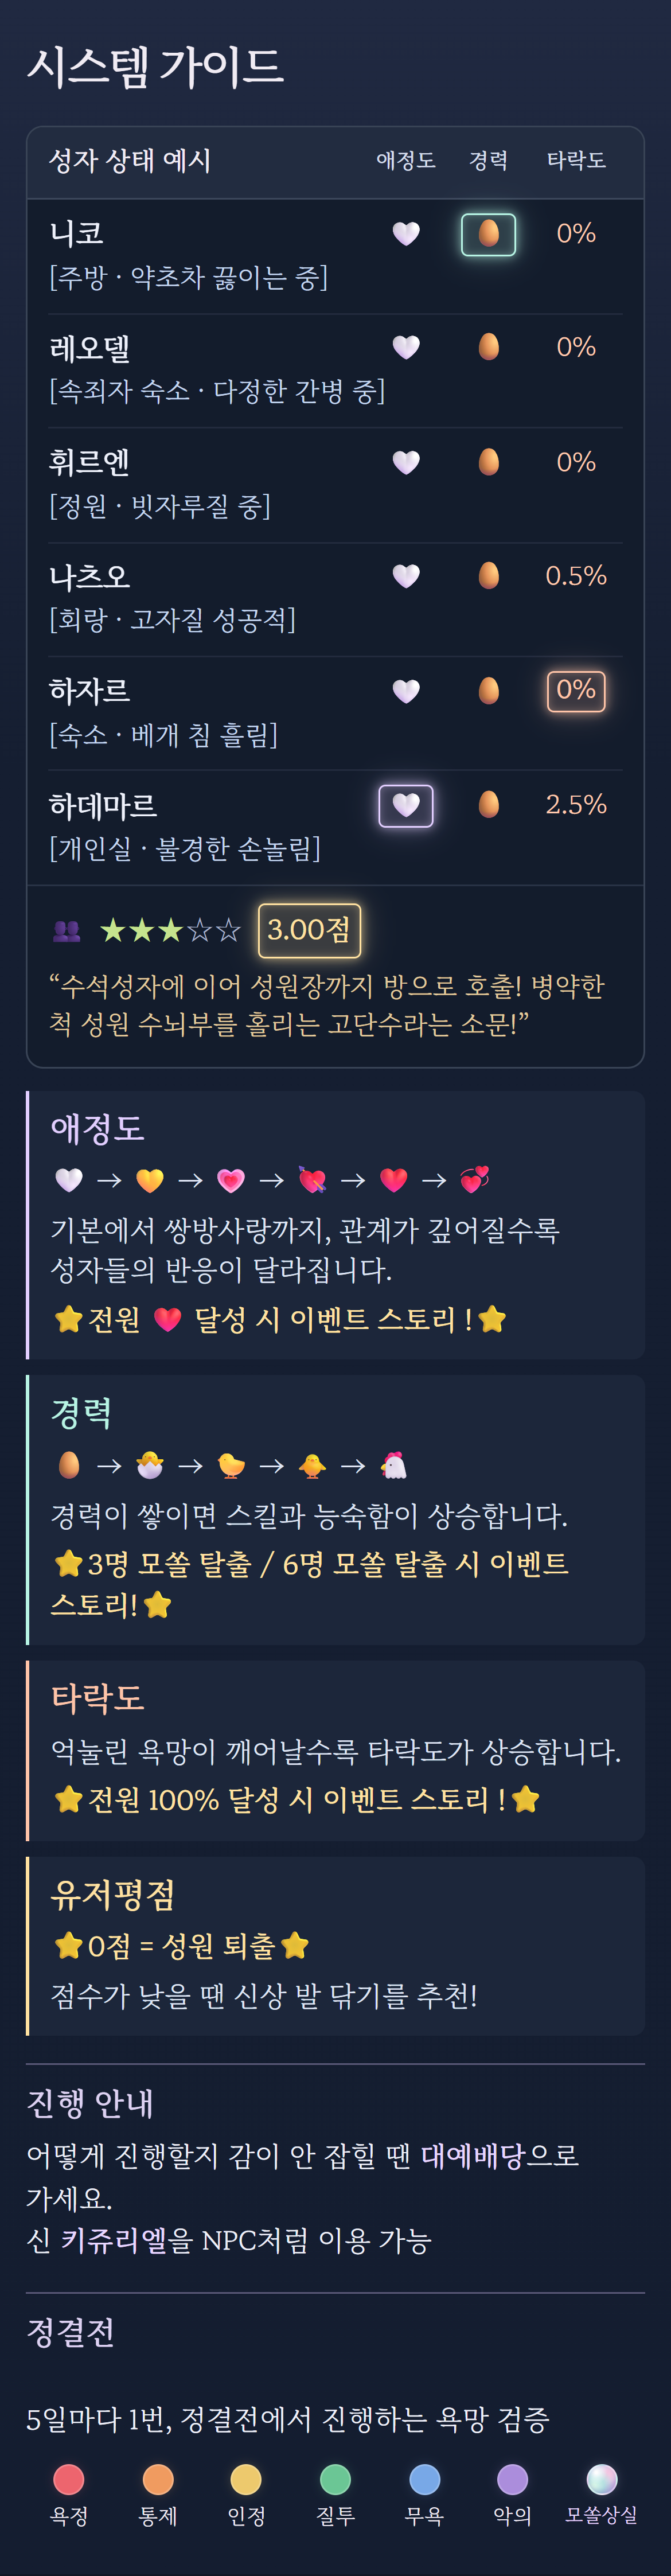 시스템 가이드
성자 상태 예시 애정도 경력 타락도
니코 0%
[주방 · 약초차 끓이는 중]
레오델 0%
[속죄자 숙소 · 다정한 간병 중]
휘르엔 0%
[정원 · 빗자루질 중]
나츠오 0.5%
[회랑 · 고자질 성공적]
하자르 0%
[숙소 · 베개 침 흘림]
하데마르 2.5%
[개인실 · 불경한 손놀림]
★★★☆☆ 3.00점
“수석성자에 이어 성원장까지 방으로 호출! 병약한
척 성원 수뇌부를 홀리는 고단수라는 소문!”
애정도
→ → → → →
기본에서 쌍방사랑까지, 관계가 깊어질수록
성자들의 반응이 달라집니다.
⭐전원 ❤️ 달성 시 이벤트 스토리 !⭐
경력
→ → → →
경력이 쌓이면 스킬과 능숙함이 상승합니다.
⭐3명 모쏠 탈출 / 6명 모쏠 탈출 시 이벤트
스토리!⭐
타락도
억눌린 욕망이 깨어날수록 타락도가 상승합니다.
⭐전원 100% 달성 시 이벤트 스토리 !⭐
유저평점
⭐0점 = 성원 퇴출⭐
점수가 낮을 땐 신상 발 닦기를 추천!
진행 안내
어떻게 진행할지 감이 안 잡힐 땐 대예배당으로
가세요.
신 키쥬리엘을 NPC처럼 이용 가능
정결전
5일마다 1번, 정결전에서 진행하는 욕망 검증
욕정 통제 인정 질투 무욕 악의 모쏠상실